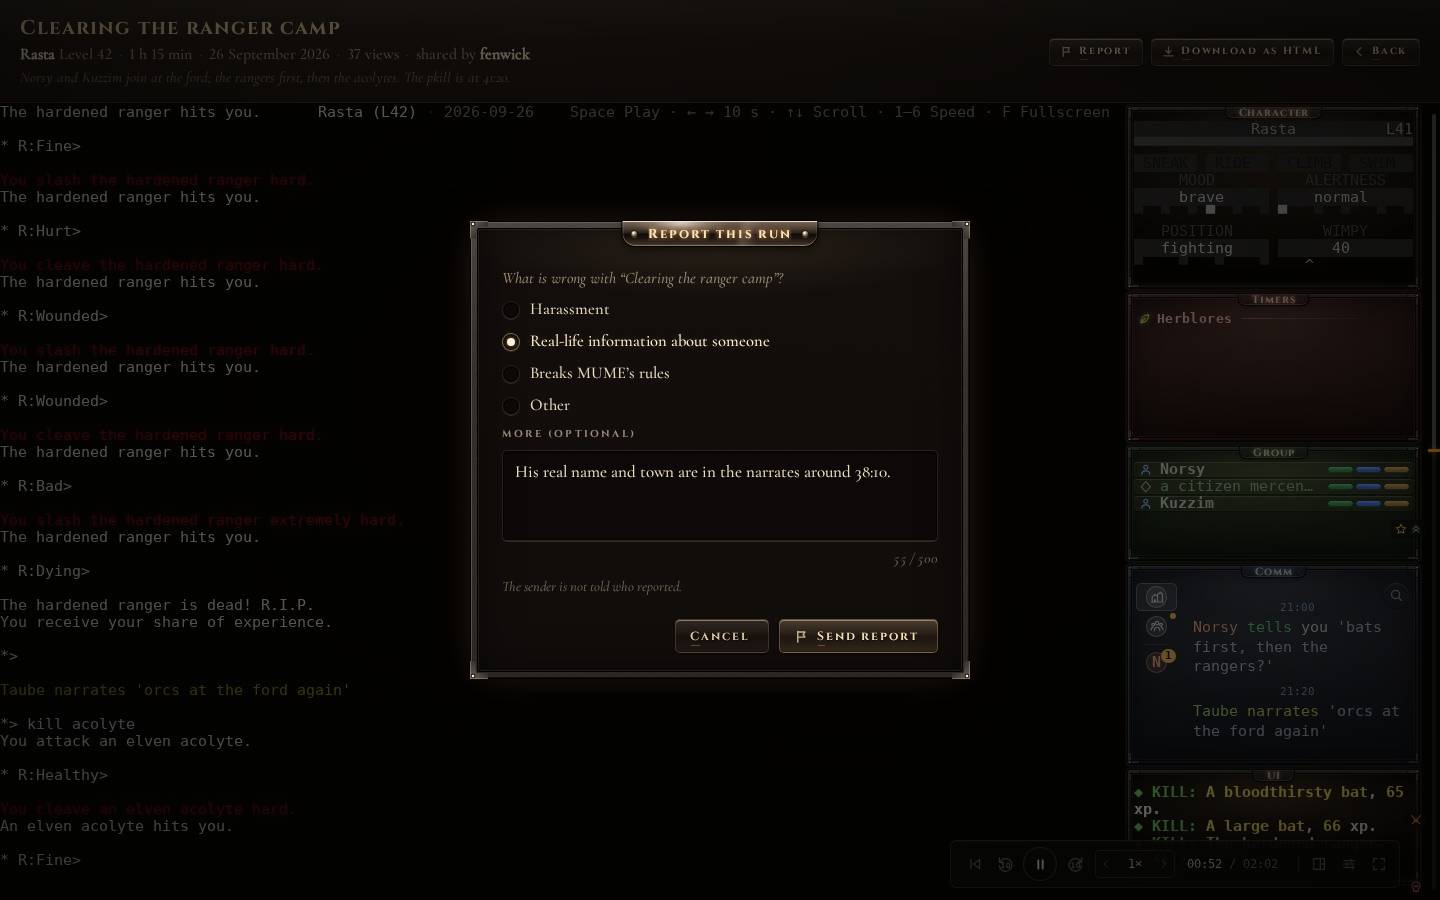 Clearing the ranger camp
Rasta Level 42 · 1 h 15 min · 26 September 2026 · 37 views · shared by fenwick
Norsy and Kuzzim join at the ford; the rangers first, then the acolytes. The pkill is at 41:20.
Report
Download as HTML
Back
The hardened ranger hits you.
Rasta (L42) · 2026-09-26 Space Play · ← → 10 s · ↑↓ Scroll · 1–6 Speed · F Fullscreen
* R:Fine>
You slash the hardened ranger hard.
The hardened ranger hits you.
* R:Hurt>
You cleave the hardened ranger hard.
The hardened ranger hits you.
* R:Wounded>
You slash the hardened ranger hard.
The hardened ranger hits you.
* R:Wounded>
You cleave the hardened ranger hard.
The hardened ranger hits you.
* R:Bad>
You slash the hardened ranger extremely hard.
The hardened ranger hits you.
* R:Dying>
The hardened ranger is dead! R.I.P.
You receive your share of experience.
*>
Taube narrates 'orcs at the ford again'
*> kill acolyte
You attack an elven acolyte.
* R:Healthy>
You cleave an elven acolyte hard.
An elven acolyte hits you.
* R:Fine>
Report this run
What is wrong with “Clearing the ranger camp”?
Harassment
Real-life information about someone
Breaks MUME’s rules
Other
MORE (OPTIONAL)
His real name and town are in the narrates around 38:10.
55 / 500
The sender is not told who reported.
Cancel
Send report
Character
Rasta L41
SNEAK RIDE CLIMB SWIM
MOOD ALERTNESS
brave normal
POSITION WIMPY
fighting 40
Timers
Herblores
Group
Norsy
a citizen mercen…
Kuzzim
Comm
21:00
Norsy tells you 'bats
first, then the
rangers?'
N 1
21:20
Taube narrates 'orcs at
the ford again'
UI
◆ KILL: A bloodthirsty bat, 65
xp.
◆ KILL: A large bat, 66 xp.
1×
00:52 / 02:02